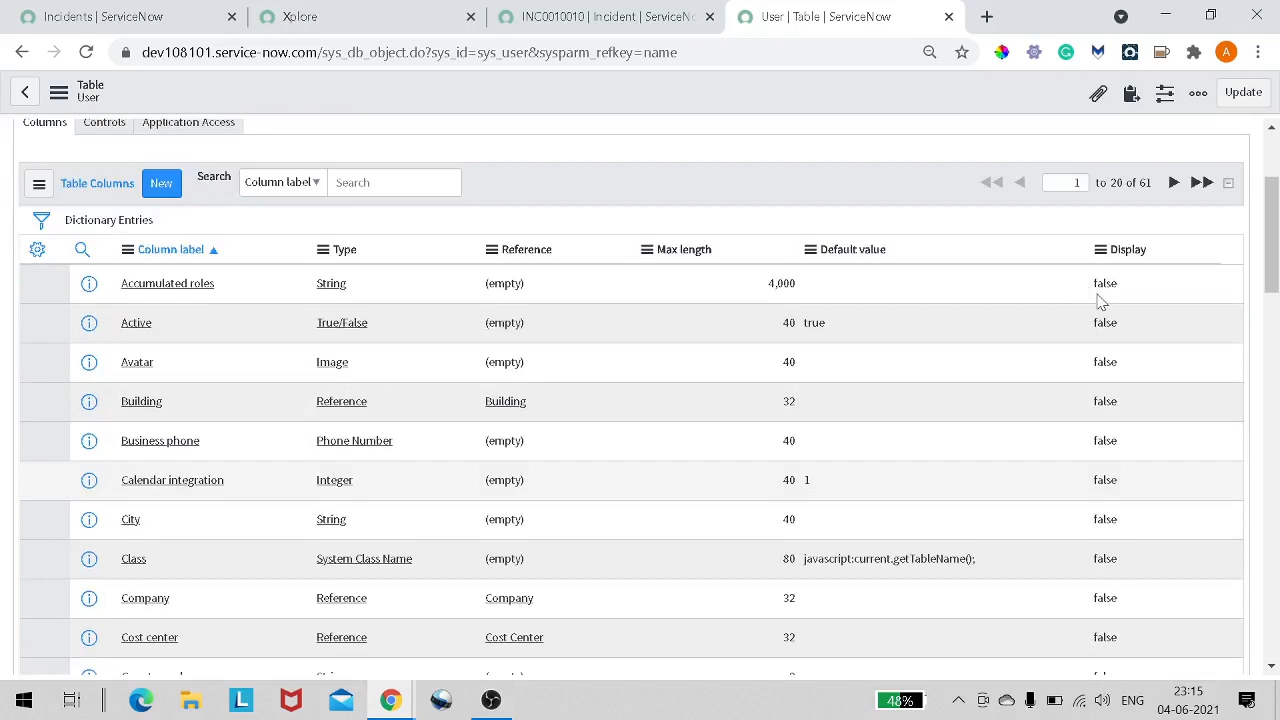 Incidents | ServiceNow
Xplore
INC0010010 | Incident | ServiceNo
User | Table | ServiceNow
dev108101.service-now.com/sys_db_object.do?sys_id=sys_user&sysparm_refkey=name
A
Table
User
Update
Columns Controls Application Access
Table Columns New Search Column label Search 1 to 20 of 61
Dictionary Entries
Column label Type Reference Max length Default value Display
Accumulated roles String (empty) 4,000 false
Active True/False (empty) 40 true false
Avatar Image (empty) 40 false
Building Reference Building 32 false
Business phone Phone Number (empty) 40 false
Calendar integration Integer (empty) 40 1 false
City String (empty) 40 false
Class System Class Name (empty) 80 javascript:current.getTableName(); false
Company Reference Company 32 false
Cost center Reference Cost Center 32 false
L
48%
ENG
23:15
04-06-2021